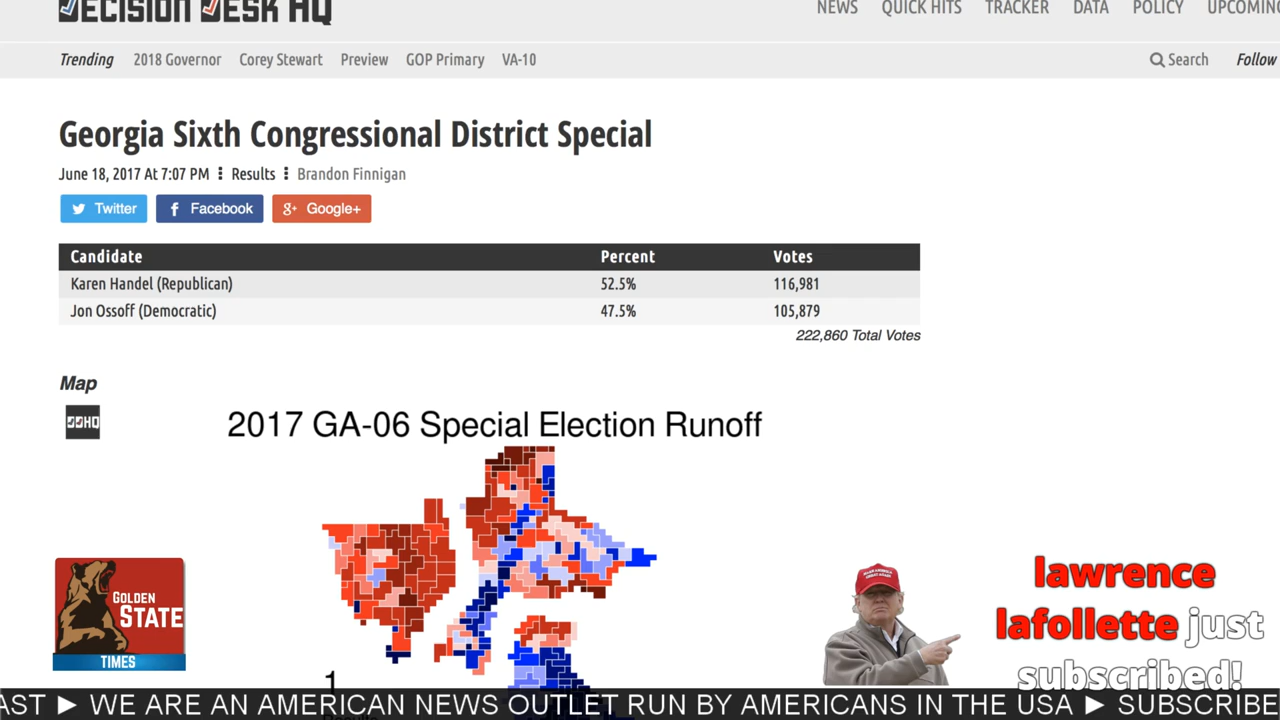 DECISION DESK HQ
NEWS QUICK HITS TRACKER DATA POLICY UPCOMING
Trending 2018 Governor Corey Stewart Preview GOP Primary VA-10
Search Follow
Georgia Sixth Congressional District Special
June 18, 2017 At 7:07 PM ⋮ Results ⋮ Brandon Finnigan
Twitter Facebook Google+
Candidate Percent Votes
Karen Handel (Republican) 52.5% 116,981
Jon Ossoff (Democratic) 47.5% 105,879
222,860 Total Votes
Map
DDHQ
2017 GA-06 Special Election Runoff
1
GOLDEN
STATE
TIMES
lawrence
lafollette just
subscribed!
AST ► WE ARE AN AMERICAN NEWS OUTLET RUN BY AMERICANS IN THE USA ► SUBSCRIBE